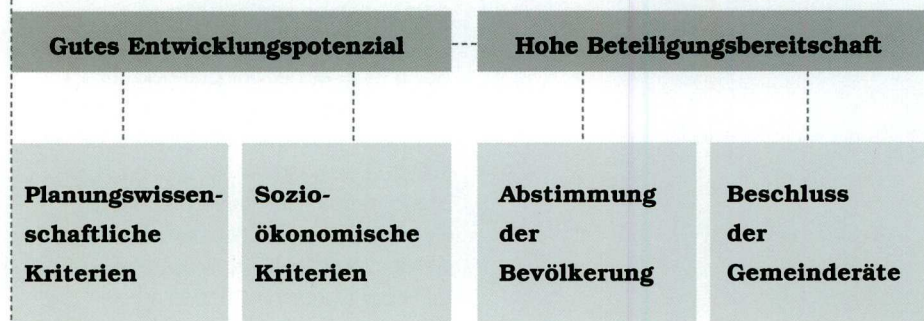 Gutes Entwicklungspotenzial
Hohe Beteiligungsbereitschaft
Planungswissen-
schaftliche
Kriterien
Sozio-
ökonomische
Kriterien
Abstimmung
der
Bevölkerung
Beschluss
der
Gemeinderäte